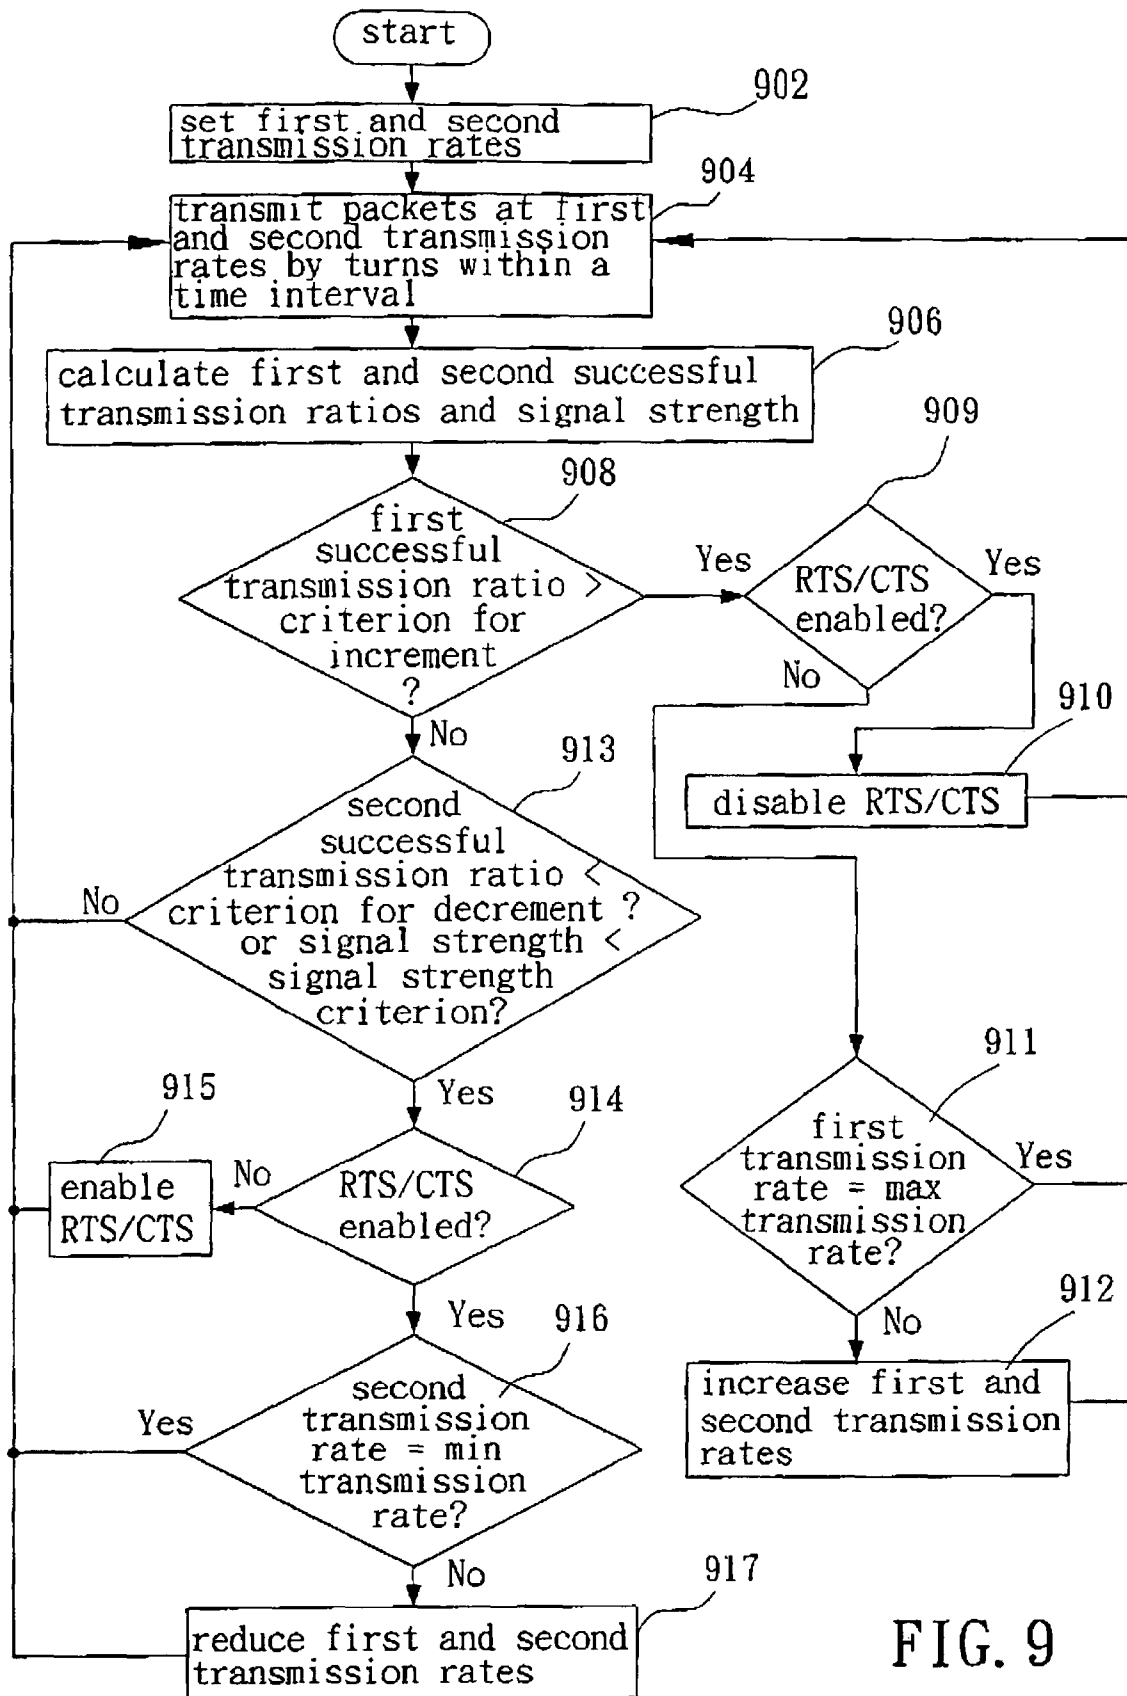 start
902
set first and second
transmission rates
904
transmit packets at first
and second transmission
rates by turns within a
time interval
906
calculate first and second successful
transmission ratios and signal strength
908
first
successful
transmission ratio >
criterion for
increment
?
Yes
909
RTS/CTS
enabled?
Yes
No
910
disable RTS/CTS
No
913
second
successful
transmission ratio <
criterion for decrement ?
or signal strength <
signal strength
criterion?
No
Yes
911
first
transmission
rate = max
transmission
rate?
Yes
No
912
increase first and
second transmission
rates
914
RTS/CTS
enabled?
No
915
enable
RTS/CTS
Yes
916
second
transmission
rate = min
transmission
rate?
Yes
No
917
reduce first and second
transmission rates
FIG. 9